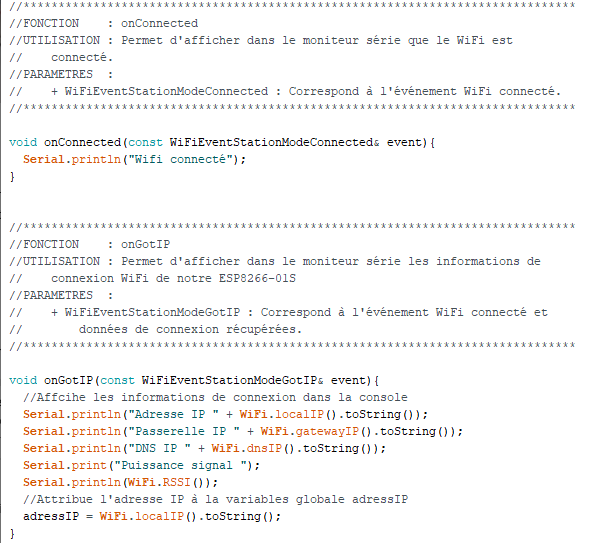 //*******************************************************************************
//FONCTION    : onConnected
//UTILISATION : Permet d'afficher dans le moniteur série que le WiFi est
//    connecté.
//PARAMETRES  :
//    + WiFiEventStationModeConnected : Correspond à l'événement WiFi connecté.
//*******************************************************************************
void onConnected(const WiFiEventStationModeConnected& event){
  Serial.println("Wifi connecté");
}
//*******************************************************************************
//FONCTION    : onGotIP
//UTILISATION : Permet d'afficher dans le moniteur série les informations de
//    connexion WiFi de notre ESP8266-01S
//PARAMETRES  :
//    + WiFiEventStationModeGotIP : Correspond à l'événement WiFi connecté et
//        données de connexion récupérées.
//*******************************************************************************
void onGotIP(const WiFiEventStationModeGotIP& event){
  //Affcihe les informations de connexion dans la console
  Serial.println("Adresse IP " + WiFi.localIP().toString());
  Serial.println("Passerelle IP " + WiFi.gatewayIP().toString());
  Serial.println("DNS IP " + WiFi.dnsIP().toString());
  Serial.print("Puissance signal ");
  Serial.println(WiFi.RSSI());
  //Attribue l'adresse IP à la variables globale adressIP
  adressIP = WiFi.localIP().toString();
}